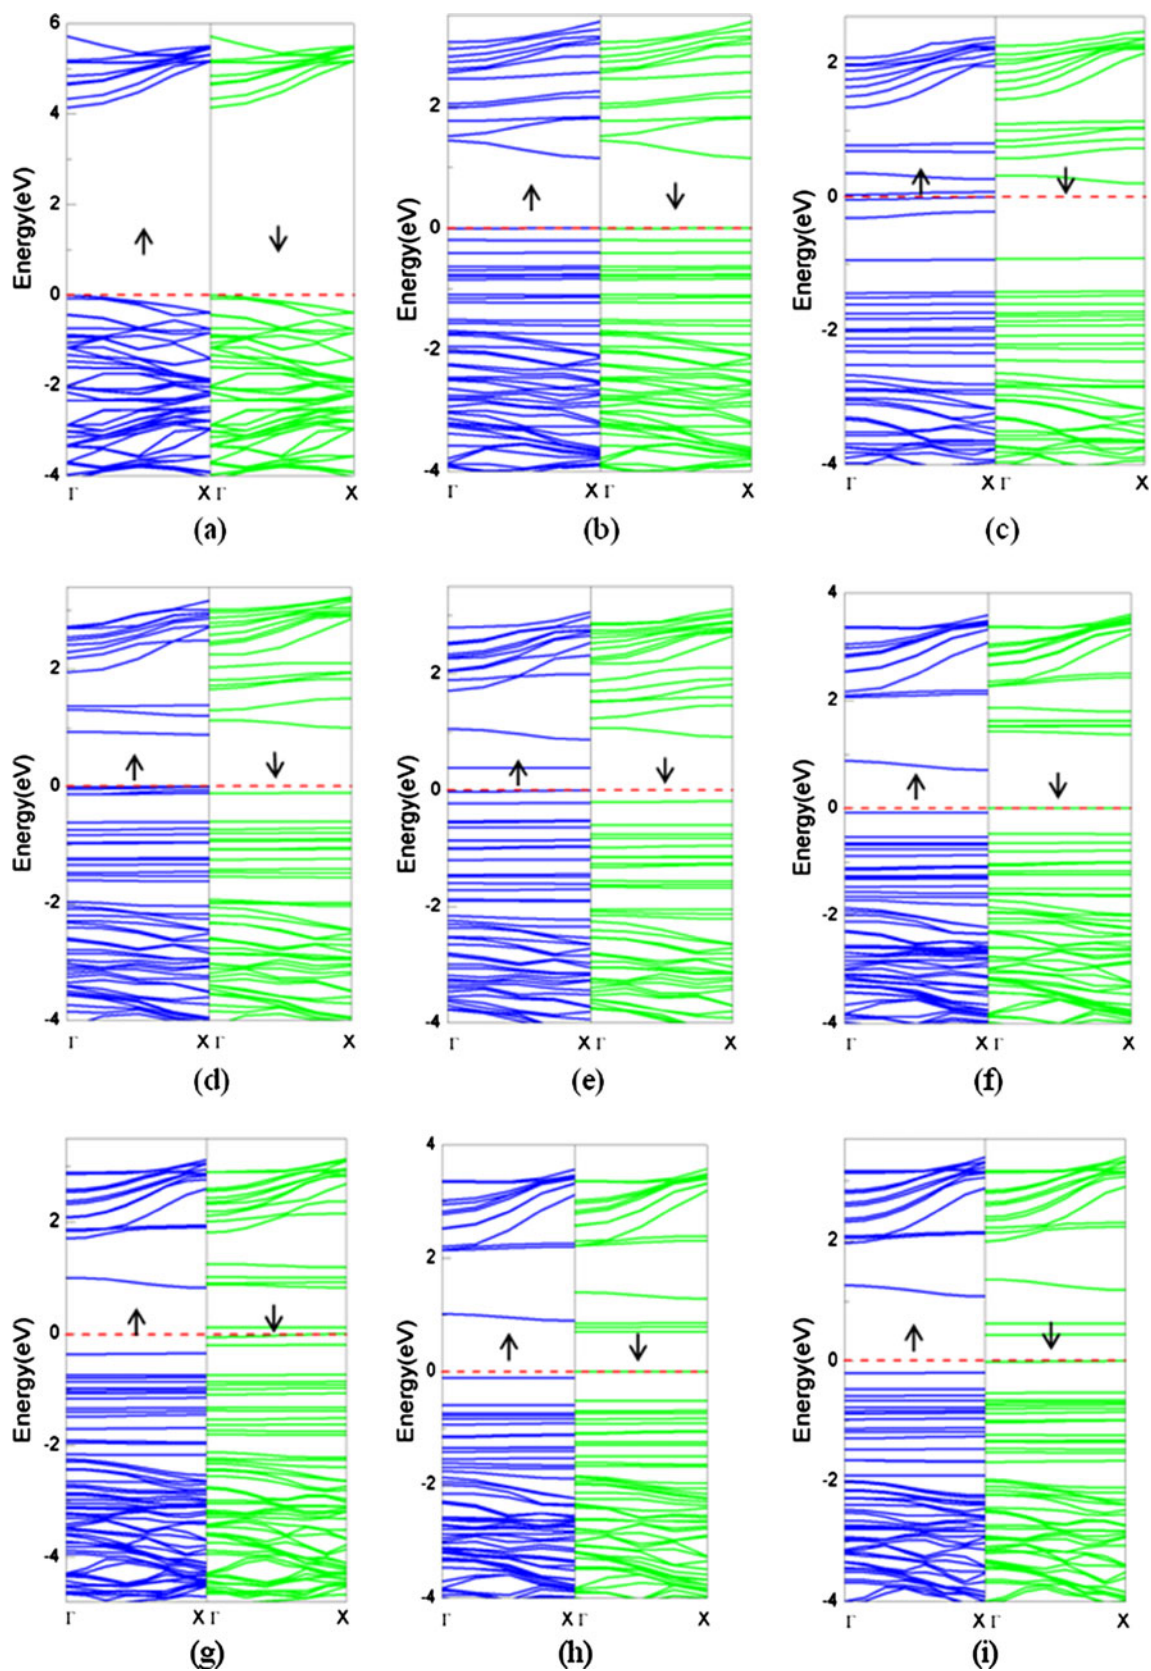 6
4
2
0
-2
-4
Energy(eV)
Γ X Γ X
(a)
2
0
-2
-4
Energy(eV)
Γ X Γ X
(b)
2
0
-2
-4
Energy(eV)
Γ X Γ X
(c)
2
0
-2
-4
Energy(eV)
Γ X Γ X
(d)
2
0
-2
-4
Energy(eV)
Γ X Γ X
(e)
4
2
0
-2
-4
Energy(eV)
Γ X Γ X
(f)
2
0
-2
-4
Energy(eV)
Γ X Γ X
(g)
4
2
0
-2
-4
Energy(eV)
Γ X Γ X
(h)
2
0
-2
-4
Energy(eV)
Γ X Γ X
(i)